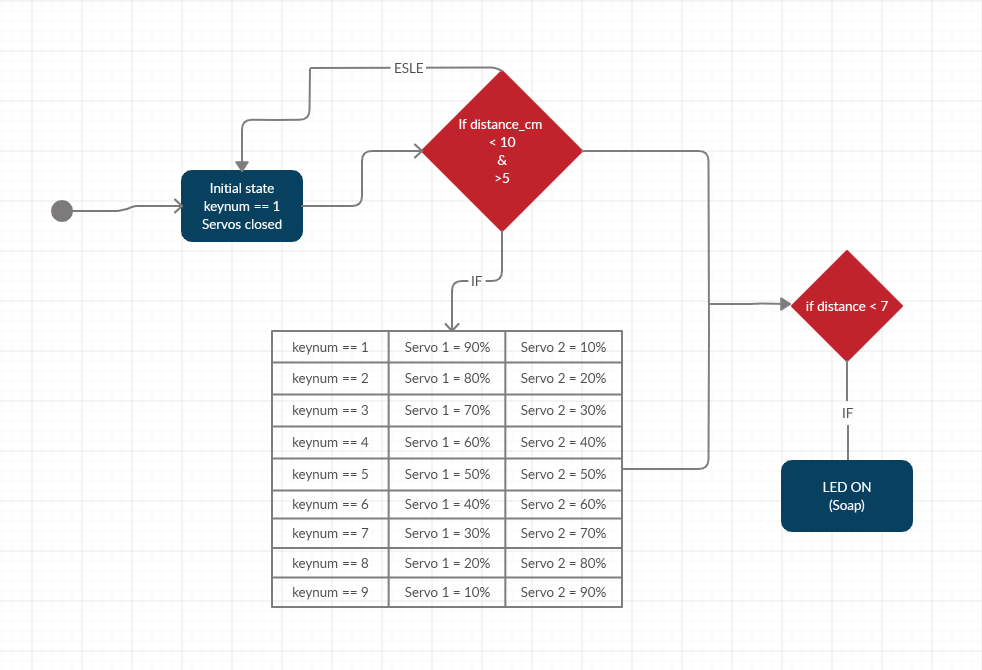 ESLE
If distance_cm
< 10
&
>5
Initial state
keynum == 1
Servos closed
IF
if distance < 7
keynum == 1 Servo 1 = 90% Servo 2 = 10%
keynum == 2 Servo 1 = 80% Servo 2 = 20%
keynum == 3 Servo 1 = 70% Servo 2 = 30%
keynum == 4 Servo 1 = 60% Servo 2 = 40%
keynum == 5 Servo 1 = 50% Servo 2 = 50%
keynum == 6 Servo 1 = 40% Servo 2 = 60%
keynum == 7 Servo 1 = 30% Servo 2 = 70%
keynum == 8 Servo 1 = 20% Servo 2 = 80%
keynum == 9 Servo 1 = 10% Servo 2 = 90%
IF
LED ON
(Soap)